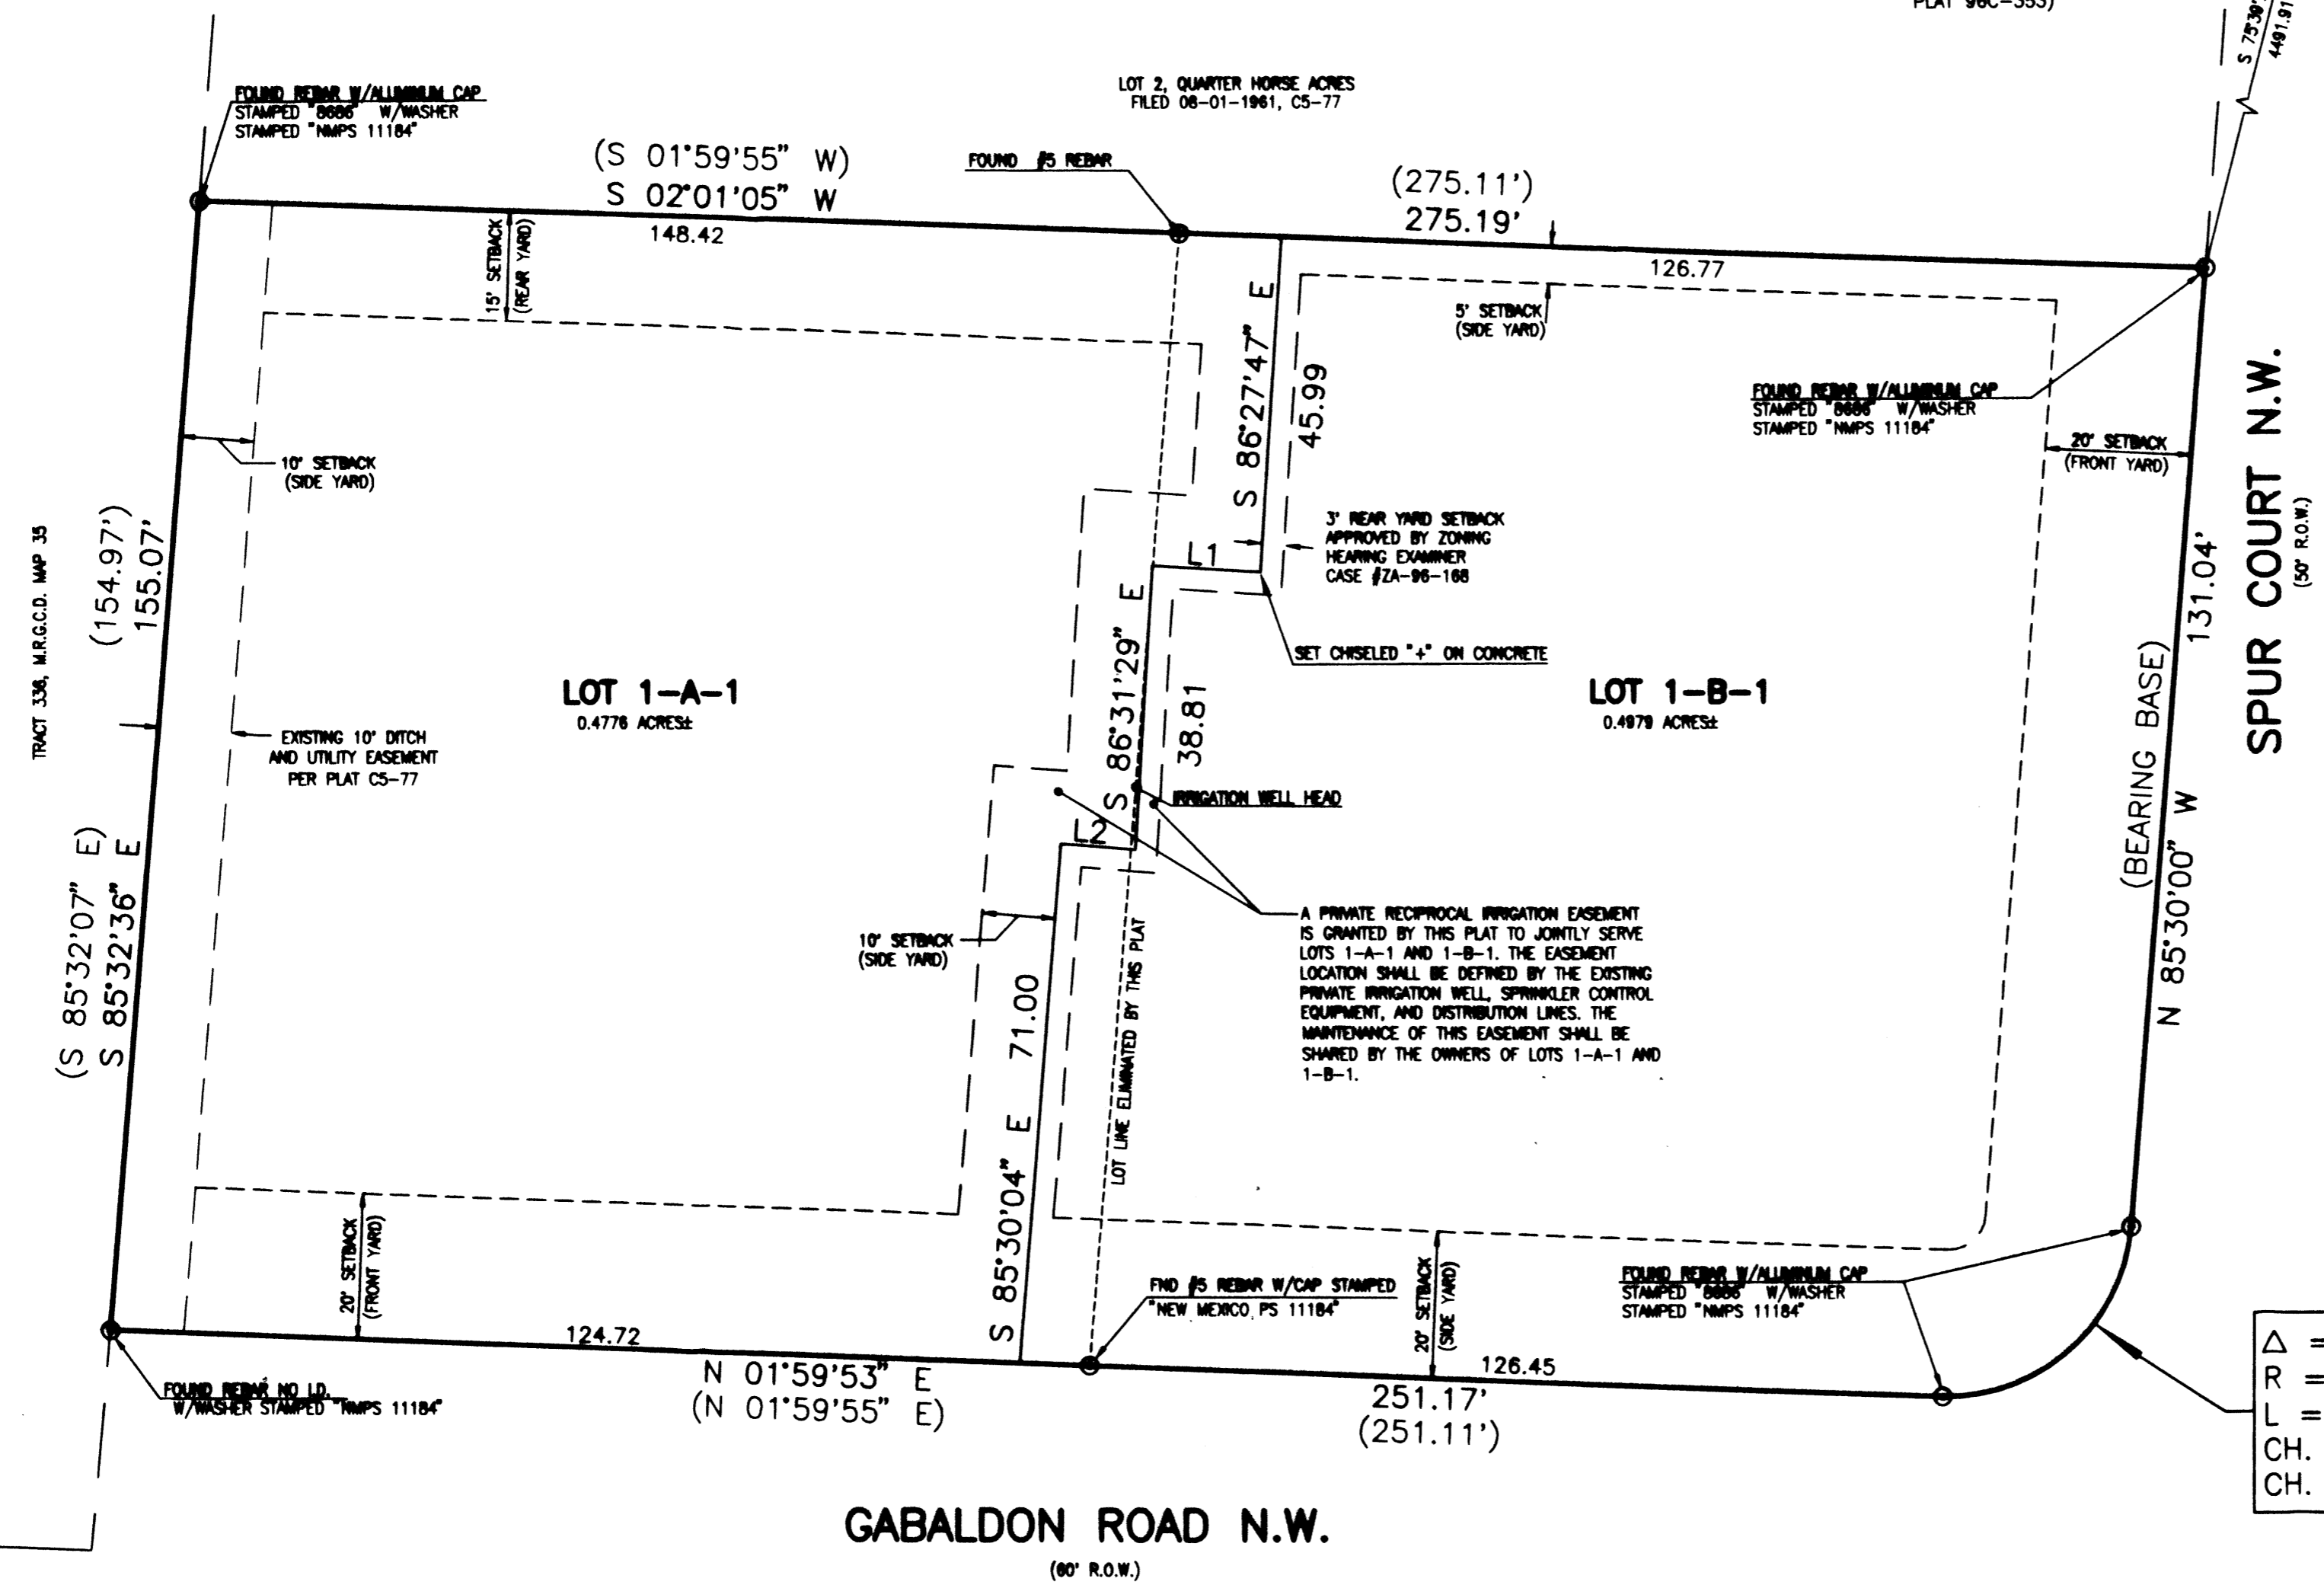 PLAT 96C-353)
S 75°39'
4491.91
LOT 2, QUARTER HORSE ACRES
FILED 08-01-1961, C5-77
FOUND REBAR W/ALUMINUM CAP
STAMPED "8686" W/WASHER
STAMPED "NMPS 11184"
(S 01°59'55" W)
S 02°01'05" W
148.42
FOUND #5 REBAR
(275.11')
275.19'
126.77
15' SETBACK
(REAR YARD)
5' SETBACK
(SIDE YARD)
S 86°27'47" E
45.99
FOUND REBAR W/ALUMINUM CAP
STAMPED "8686" W/WASHER
STAMPED "NMPS 11184"
20' SETBACK
(FRONT YARD)
SPUR COURT N.W.
(50' R.O.W.)
10' SETBACK
(SIDE YARD)
TRACT 336, M.R.G.C.D. MAP 35
(154.97')
155.07'
3' REAR YARD SETBACK
APPROVED BY ZONING
HEARING EXAMINER
CASE #ZA-96-168
L1
SET CHISELED "+" ON CONCRETE
S 86°31'29" E
38.81
131.04'
(BEARING BASE)
N 85°30'00" W
LOT 1-A-1
0.4776 ACRES±
LOT 1-B-1
0.4979 ACRES±
EXISTING 10' DITCH
AND UTILITY EASEMENT
PER PLAT C5-77
IRRIGATION WELL HEAD
L2
(S 85°32'07" E)
S 85°32'36" E
10' SETBACK
(SIDE YARD)
A PRIVATE RECIPROCAL IRRIGATION EASEMENT
IS GRANTED BY THIS PLAT TO JOINTLY SERVE
LOTS 1-A-1 AND 1-B-1. THE EASEMENT
LOCATION SHALL BE DEFINED BY THE EXISTING
PRIVATE IRRIGATION WELL, SPRINKLER CONTROL
EQUIPMENT, AND DISTRIBUTION LINES. THE
MAINTENANCE OF THIS EASEMENT SHALL BE
SHARED BY THE OWNERS OF LOTS 1-A-1 AND
1-B-1.
S 85°30'04" E 71.00
LOT LINE ELIMINATED BY THIS PLAT
20' SETBACK
(FRONT YARD)
FND #5 REBAR W/CAP STAMPED
"NEW MEXICO PS 11184"
20' SETBACK
(SIDE YARD)
FOUND REBAR W/ALUMINUM CAP
STAMPED "8686" W/WASHER
STAMPED "NMPS 11184"
124.72
N 01°59'53" E
(N 01°59'55" E)
126.45
251.17'
(251.11')
FOUND REBAR NO I.D.
W/WASHER STAMPED "NMPS 11184"
Δ =
R =
L =
CH.
CH.
GABALDON ROAD N.W.
(60' R.O.W.)